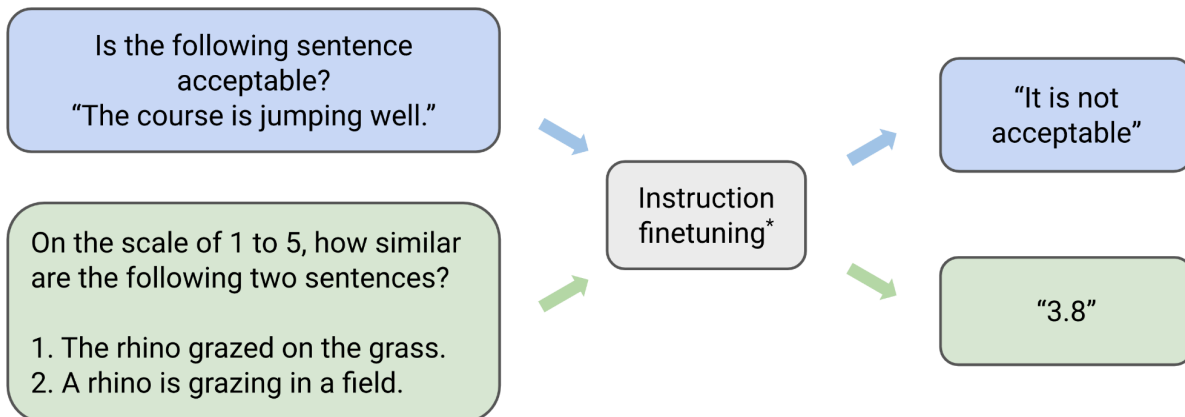 Is the following sentence
acceptable?
“The course is jumping well.”
On the scale of 1 to 5, how similar
are the following two sentences?
1. The rhino grazed on the grass.
2. A rhino is grazing in a field.
Instruction
finetuning*
“It is not
acceptable”
“3.8”